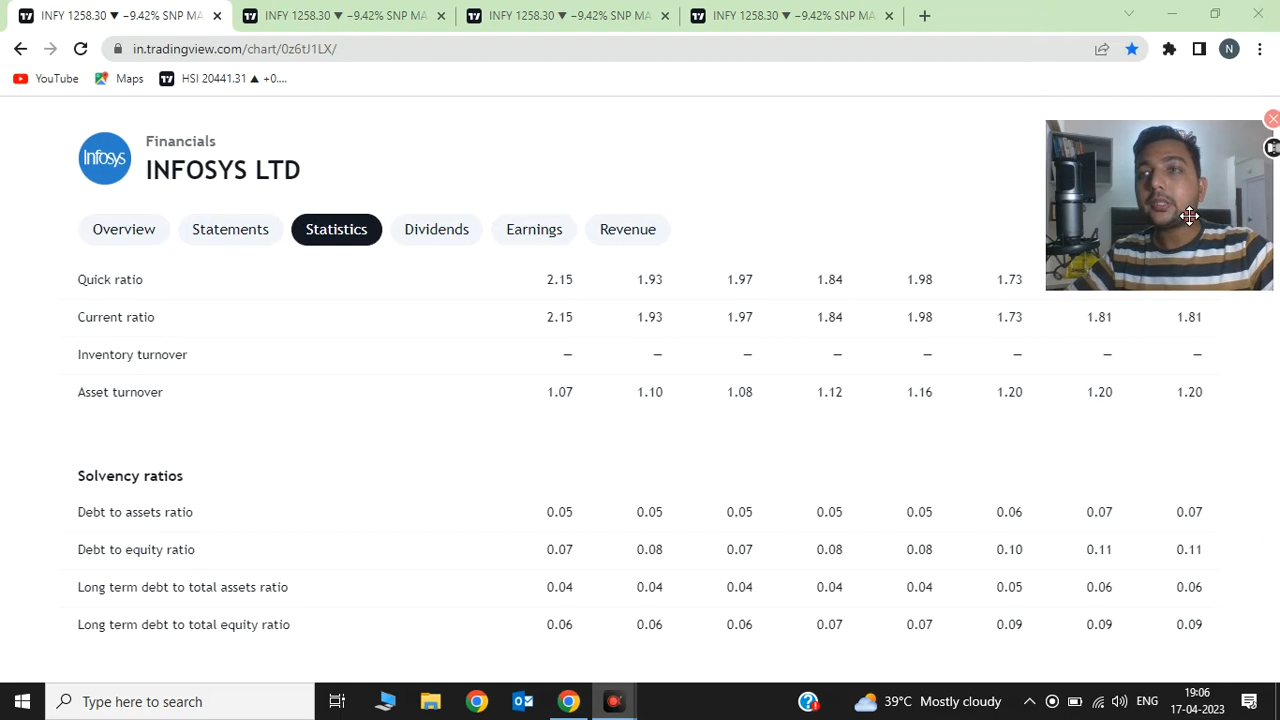 INFY 1258.30 ▼ −9.42% SNP MA
INFY 1258.30 ▼ −9.42% SNP MA
INFY 1258.30 ▼ −9.42% SNP MA
INFY 1258.30 ▼ −9.42% SNP MA
in.tradingview.com/chart/0z6tJ1LX/
N
YouTube
Maps
HSI 20441.31 ▲ +0....
Infosys
Financials
INFOSYS LTD
Overview Statements Statistics Dividends Earnings Revenue
Quick ratio 2.15 1.93 1.97 1.84 1.98 1.73
Current ratio 2.15 1.93 1.97 1.84 1.98 1.73 1.81 1.81
Inventory turnover — — — — — — — —
Asset turnover 1.07 1.10 1.08 1.12 1.16 1.20 1.20 1.20
Solvency ratios
Debt to assets ratio 0.05 0.05 0.05 0.05 0.05 0.06 0.07 0.07
Debt to equity ratio 0.07 0.08 0.07 0.08 0.08 0.10 0.11 0.11
Long term debt to total assets ratio 0.04 0.04 0.04 0.04 0.04 0.05 0.06 0.06
Long term debt to total equity ratio 0.06 0.06 0.06 0.07 0.07 0.09 0.09 0.09
Type here to search
39°C Mostly cloudy
ENG
19:06
17-04-2023